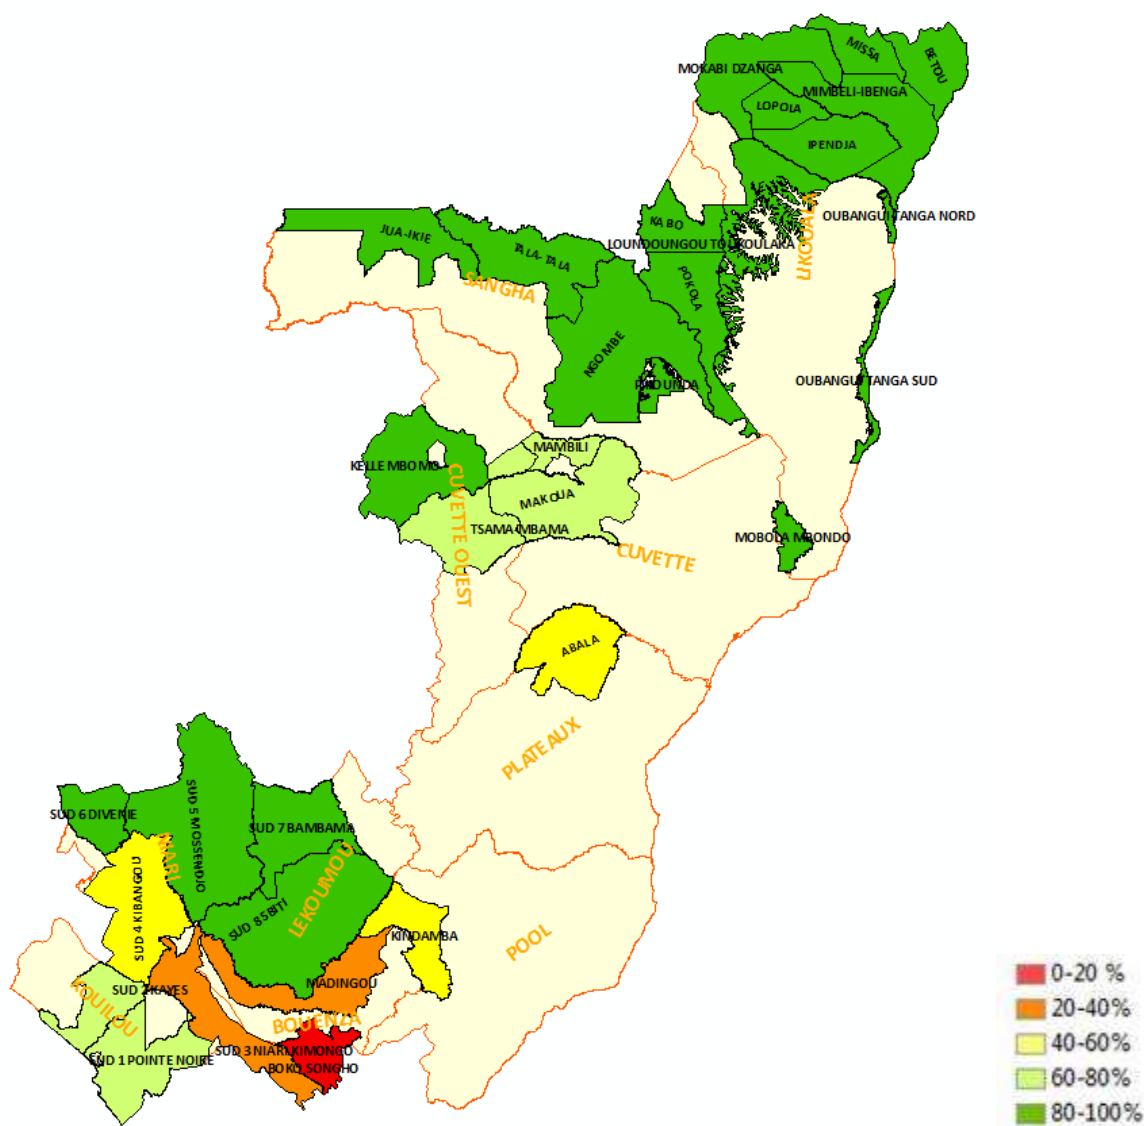 MISSA
BETOU
MOKABI DZANGA
MIMBELI-IBENGA
LOPOLA
IPENDJA
KABO
OUBANGUI TANGA NORD
LOUNDOUNGOU TOUKOULAKA
LIKOUALA
JUA-IKIE
TALA-TALA
SANGHA
POKOLA
NGOMBE
PIKOUNDA
OUBANGUI TANGA SUD
MAMBILI
KELLE MBOMO
CUVETTE OUEST
MAKOUA
TSAMA-MBAMA
MOBOLA MBONDO
CUVETTE
ABALA
PLATEAUX
SUD 6 DIVENIE
SUD 5 MOSSENDJO
SUD 7 BAMBAMA
NIARI
SUD 4 KIBANGOU
SUD 8 SBITI
LEKOUMOU
KINDAMBA
POOL
MADINGOU
SUD 2 KAYES
KOUILOU
BOUENZA
SUD 1 POINTE NOIRE
SUD 3 NIARI KIMONGO
BOKO SONGHO
0-20 %
20-40%
40-60%
60-80%
80-100%